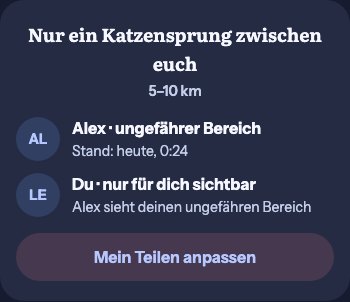 Nur ein Katzensprung zwischen
euch
5–10 km
AL
Alex · ungefährer Bereich
Stand: heute, 0:24
LE
Du · nur für dich sichtbar
Alex sieht deinen ungefähren Bereich
Mein Teilen anpassen